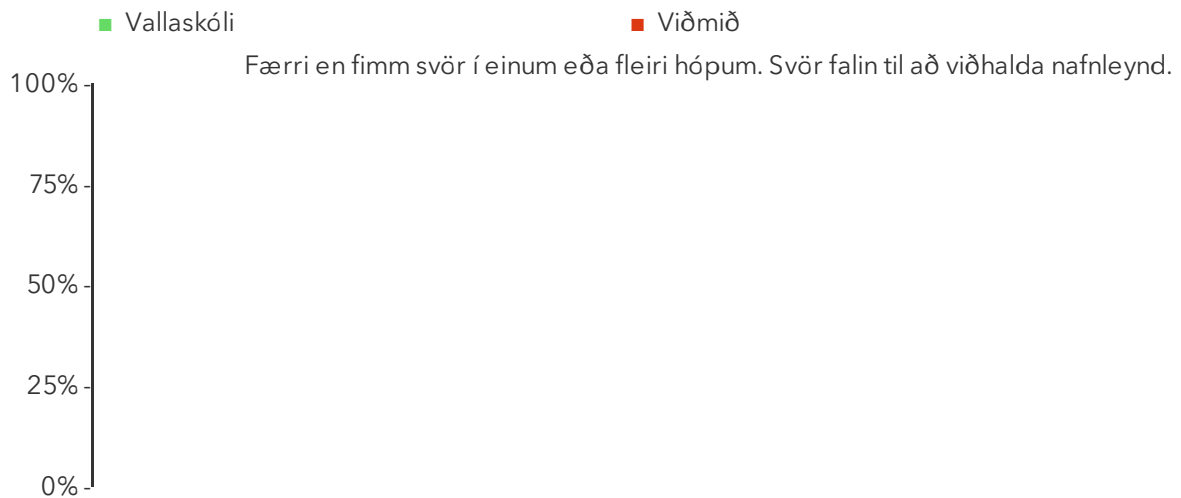 Vallaskóli
Viðmið
Færri en fimm svör í einum eða fleiri hópum. Svör falin til að viðhalda nafnleynd.
100%
75%
50%
25%
0%